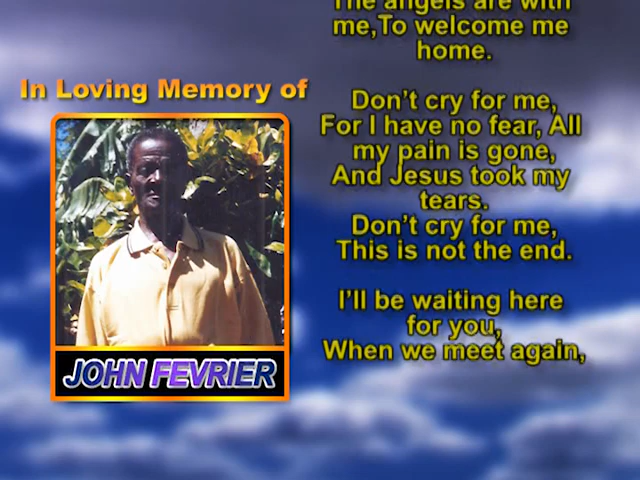 In Loving Memory of
JOHN FEVRIER
The angels are with
me,To welcome me
home.
Don't cry for me,
For I have no fear, All
my pain is gone,
And Jesus took my
tears.
Don't cry for me,
This is not the end.
I'll be waiting here
for you,
When we meet again,